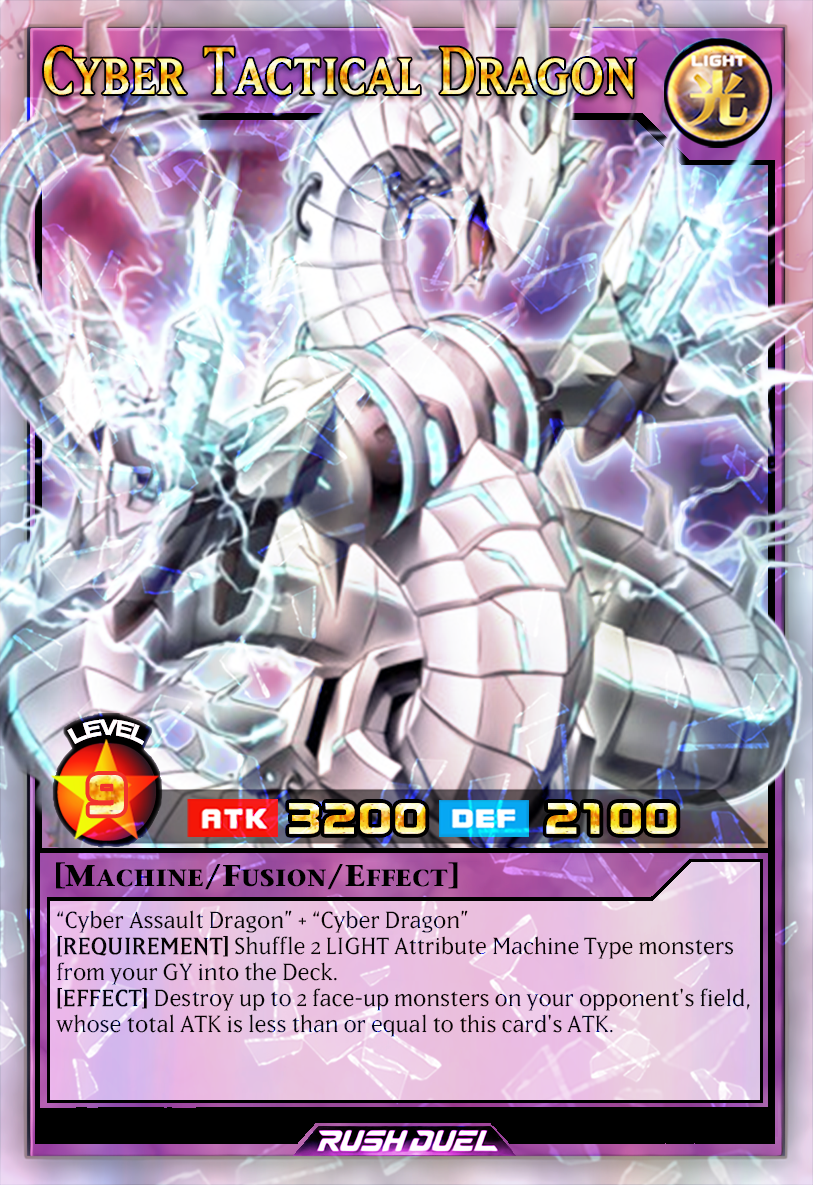 Cyber Tactical Dragon
LIGHT
光
LEVEL
9
ATK 3200 DEF 2100
[Machine/Fusion/Effect]
“Cyber Assault Dragon” + “Cyber Dragon”
[REQUIREMENT] Shuffle 2 LIGHT Attribute Machine Type monsters
from your GY into the Deck.
[EFFECT] Destroy up to 2 face-up monsters on your opponent's field,
whose total ATK is less than or equal to this card's ATK.
RUSH DUEL